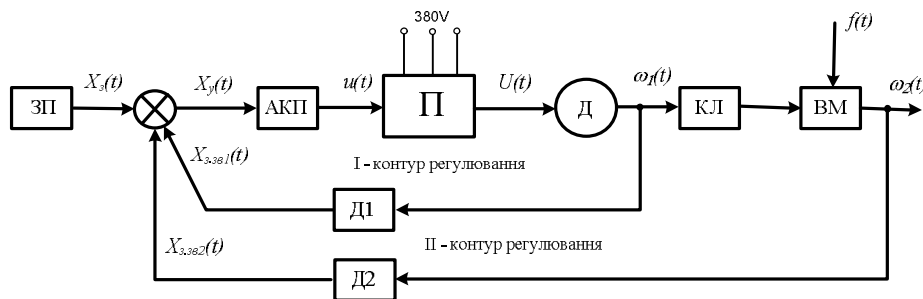 380V
f(t)
Xз(t)
Xу(t)
u(t)
U(t)
ω1(t)
ω2(t)
ЗП
АКП
П
Д
КЛ
ВМ
Xз.зв1(t)
I - контур регулювання
Д1
Xз.зв2(t)
II - контур регулювання
Д2